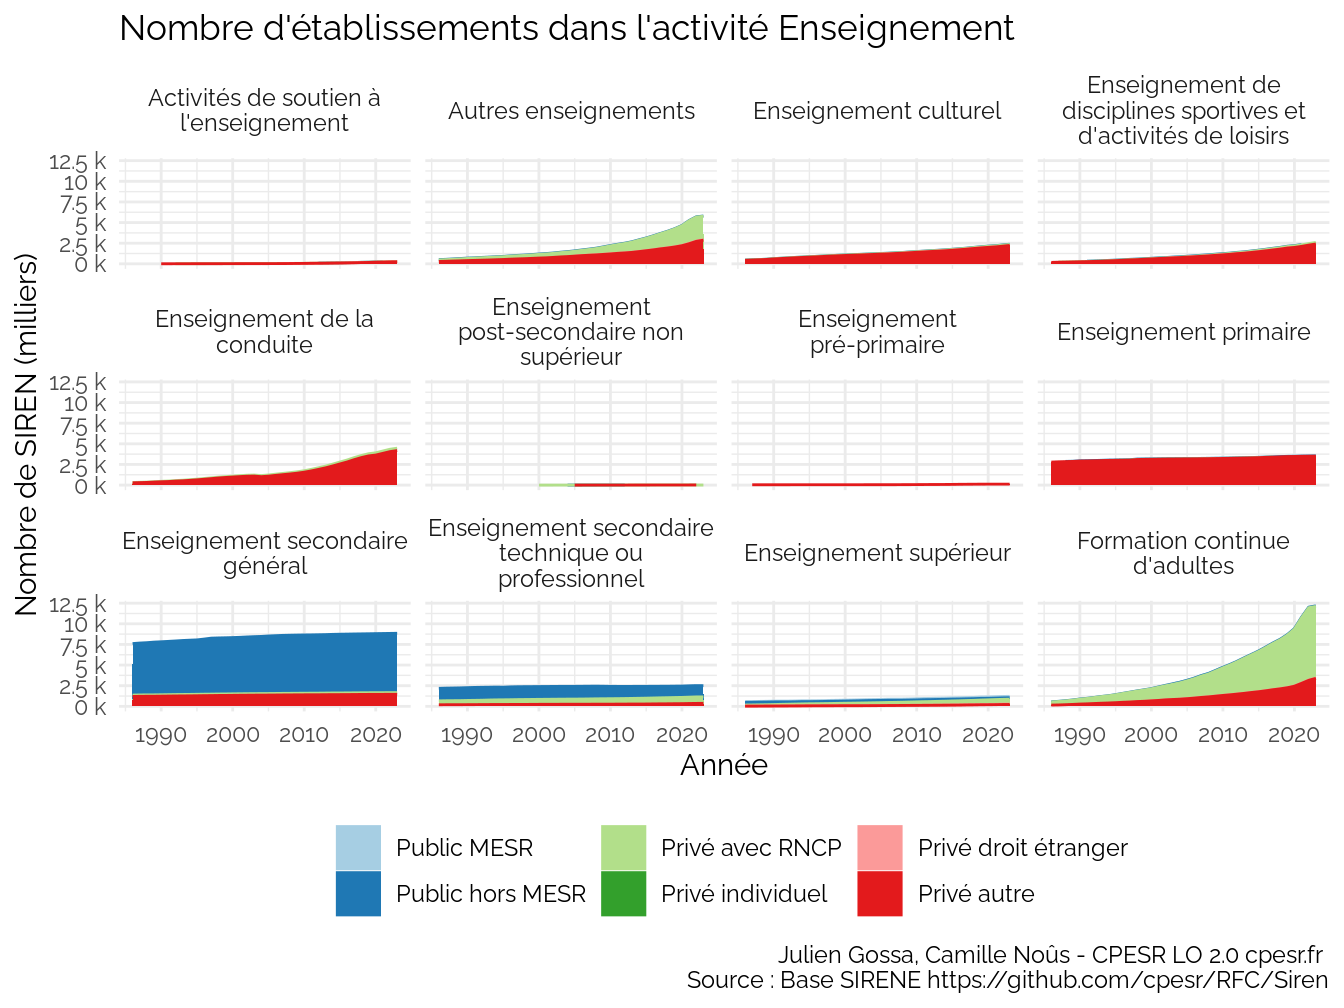 Nombre d'établissements dans l'activité Enseignement
Activités de soutien à
l'enseignement
Autres enseignements
Enseignement culturel
Enseignement de
disciplines sportives et
d'activités de loisirs
12.5 k
10 k
7.5 k
5 k
2.5 k
0 k
Enseignement de la
conduite
Enseignement
post-secondaire non
supérieur
Enseignement
pré-primaire
Enseignement primaire
12.5 k
10 k
7.5 k
5 k
2.5 k
0 k
Enseignement secondaire
général
Enseignement secondaire
technique ou
professionnel
Enseignement supérieur
Formation continue
d'adultes
12.5 k
10 k
7.5 k
5 k
2.5 k
0 k
Nombre de SIREN (milliers)
1990 2000 2010 2020
1990 2000 2010 2020
1990 2000 2010 2020
1990 2000 2010 2020
Année
Public MESR
Privé avec RNCP
Privé droit étranger
Public hors MESR
Privé individuel
Privé autre
Julien Gossa, Camille Noûs - CPESR LO 2.0 cpesr.fr
Source : Base SIRENE https://github.com/cpesr/RFC/Siren